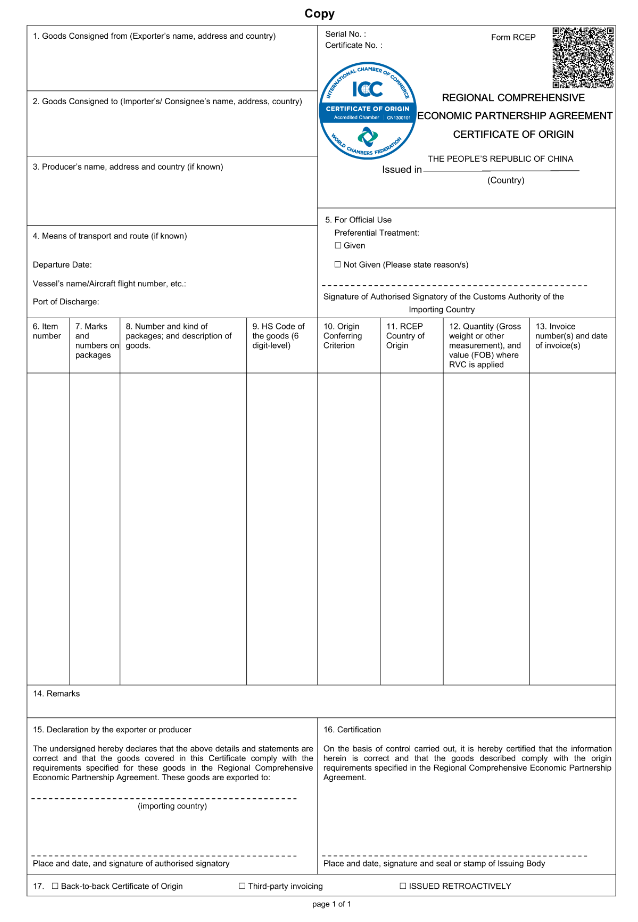 Copy
1. Goods Consigned from (Exporter's name, address and country)
Serial No. :
Certificate No. :
Form RCEP
INTERNATIONAL CHAMBER OF COMMERCE
ICC
CERTIFICATE OF ORIGIN
Accredited Chamber
WORLD CHAMBERS FEDERATION
2. Goods Consigned to (Importer's/ Consignee's name, address, country)
REGIONAL COMPREHENSIVE
ECONOMIC PARTNERSHIP AGREEMENT
CERTIFICATE OF ORIGIN
THE PEOPLE'S REPUBLIC OF CHINA
Issued in
(Country)
3. Producer's name, address and country (if known)
5. For Official Use
Preferential Treatment:
☐ Given
☐ Not Given (Please state reason/s)
Signature of Authorised Signatory of the Customs Authority of the
Importing Country
4. Means of transport and route (if known)
Departure Date:
Vessel's name/Aircraft flight number, etc.:
Port of Discharge:
6. Item
number
7. Marks
and
numbers on
packages
8. Number and kind of
packages; and description of
goods.
9. HS Code of
the goods (6
digit-level)
10. Origin
Conferring
Criterion
11. RCEP
Country of
Origin
12. Quantity (Gross
weight or other
measurement), and
value (FOB) where
RVC is applied
13. Invoice
number(s) and date
of invoice(s)
14. Remarks
15. Declaration by the exporter or producer
The undersigned hereby declares that the above details and statements are
correct and that the goods covered in this Certificate comply with the
requirements specified for these goods in the Regional Comprehensive
Economic Partnership Agreement. These goods are exported to:
(importing country)
Place and date, and signature of authorised signatory
16. Certification
On the basis of control carried out, it is hereby certified that the information
herein is correct and that the goods described comply with the origin
requirements specified in the Regional Comprehensive Economic Partnership
Agreement.
Place and date, signature and seal or stamp of Issuing Body
17. ☐ Back-to-back Certificate of Origin
☐ Third-party invoicing
☐ ISSUED RETROACTIVELY
page 1 of 1